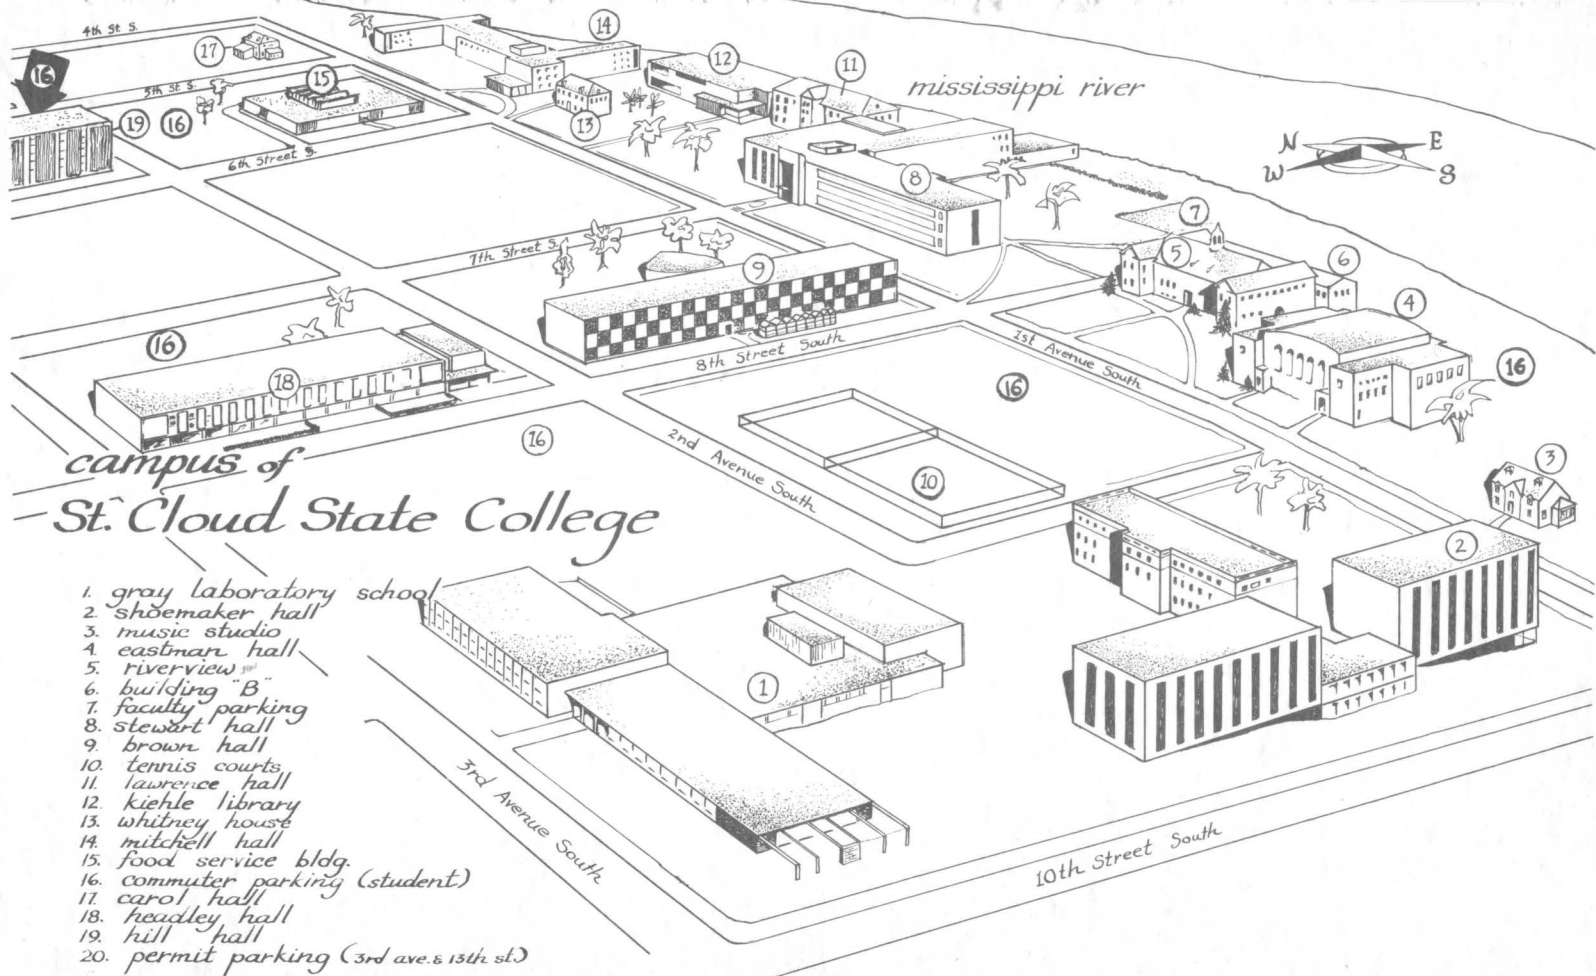 4th St S.
17
14
16
15
12
11
5th St S.
mississippi river
19
16
13
N E
W S
6th Street S.
8
7
7th Street S.
5
6
9
4
16
8th Street South
1st Avenue South
18
16
16
2nd Avenue South
16
10
3
campus of
St. Cloud State College
2
1. gray laboratory school
2 shoemaker hall
3. music studio
4. eastman hall
5. riverview
6. building "B"
7. faculty parking
8. stewart hall
9. brown hall
10. tennis courts
11. lawrence hall
12. kiehle library
13. whitney house
14. mitchell hall
15. food service bldg.
16. commuter parking (student)
17. carol hall
18. headley hall
19. hill hall
20. permit parking (3rd ave. & 13th st.)
1
3rd Avenue South
10th Street South